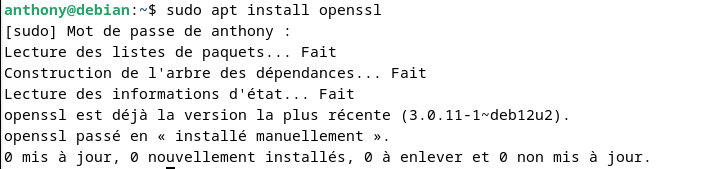 anthony@debian:~$ sudo apt install openssl
[sudo] Mot de passe de anthony :
Lecture des listes de paquets... Fait
Construction de l'arbre des dépendances... Fait
Lecture des informations d'état... Fait
openssl est déjà la version la plus récente (3.0.11-1~deb12u2).
openssl passé en « installé manuellement ».
0 mis à jour, 0 nouvellement installés, 0 à enlever et 0 non mis à jour.